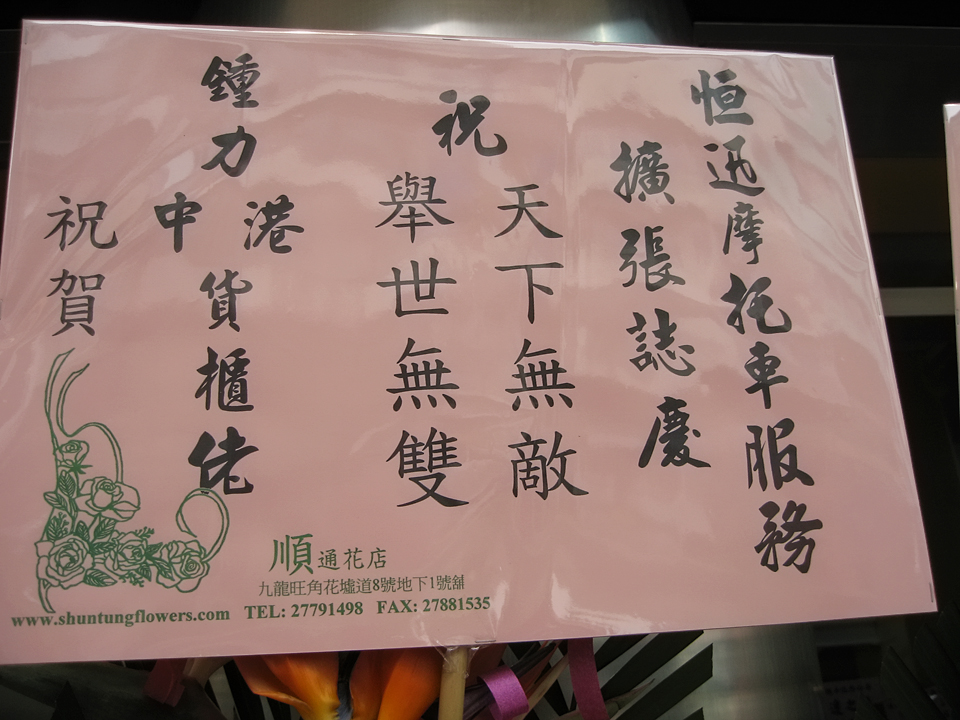 恒迅摩托車服務
擴張誌慶
祝
天下無敵
舉世無雙
鍾力
中港
貨櫃佬
祝賀
順通花店
九龍旺角花墟道8號地下1號舖
www.shuntungflowers.com TEL: 27791498 FAX: 27881535